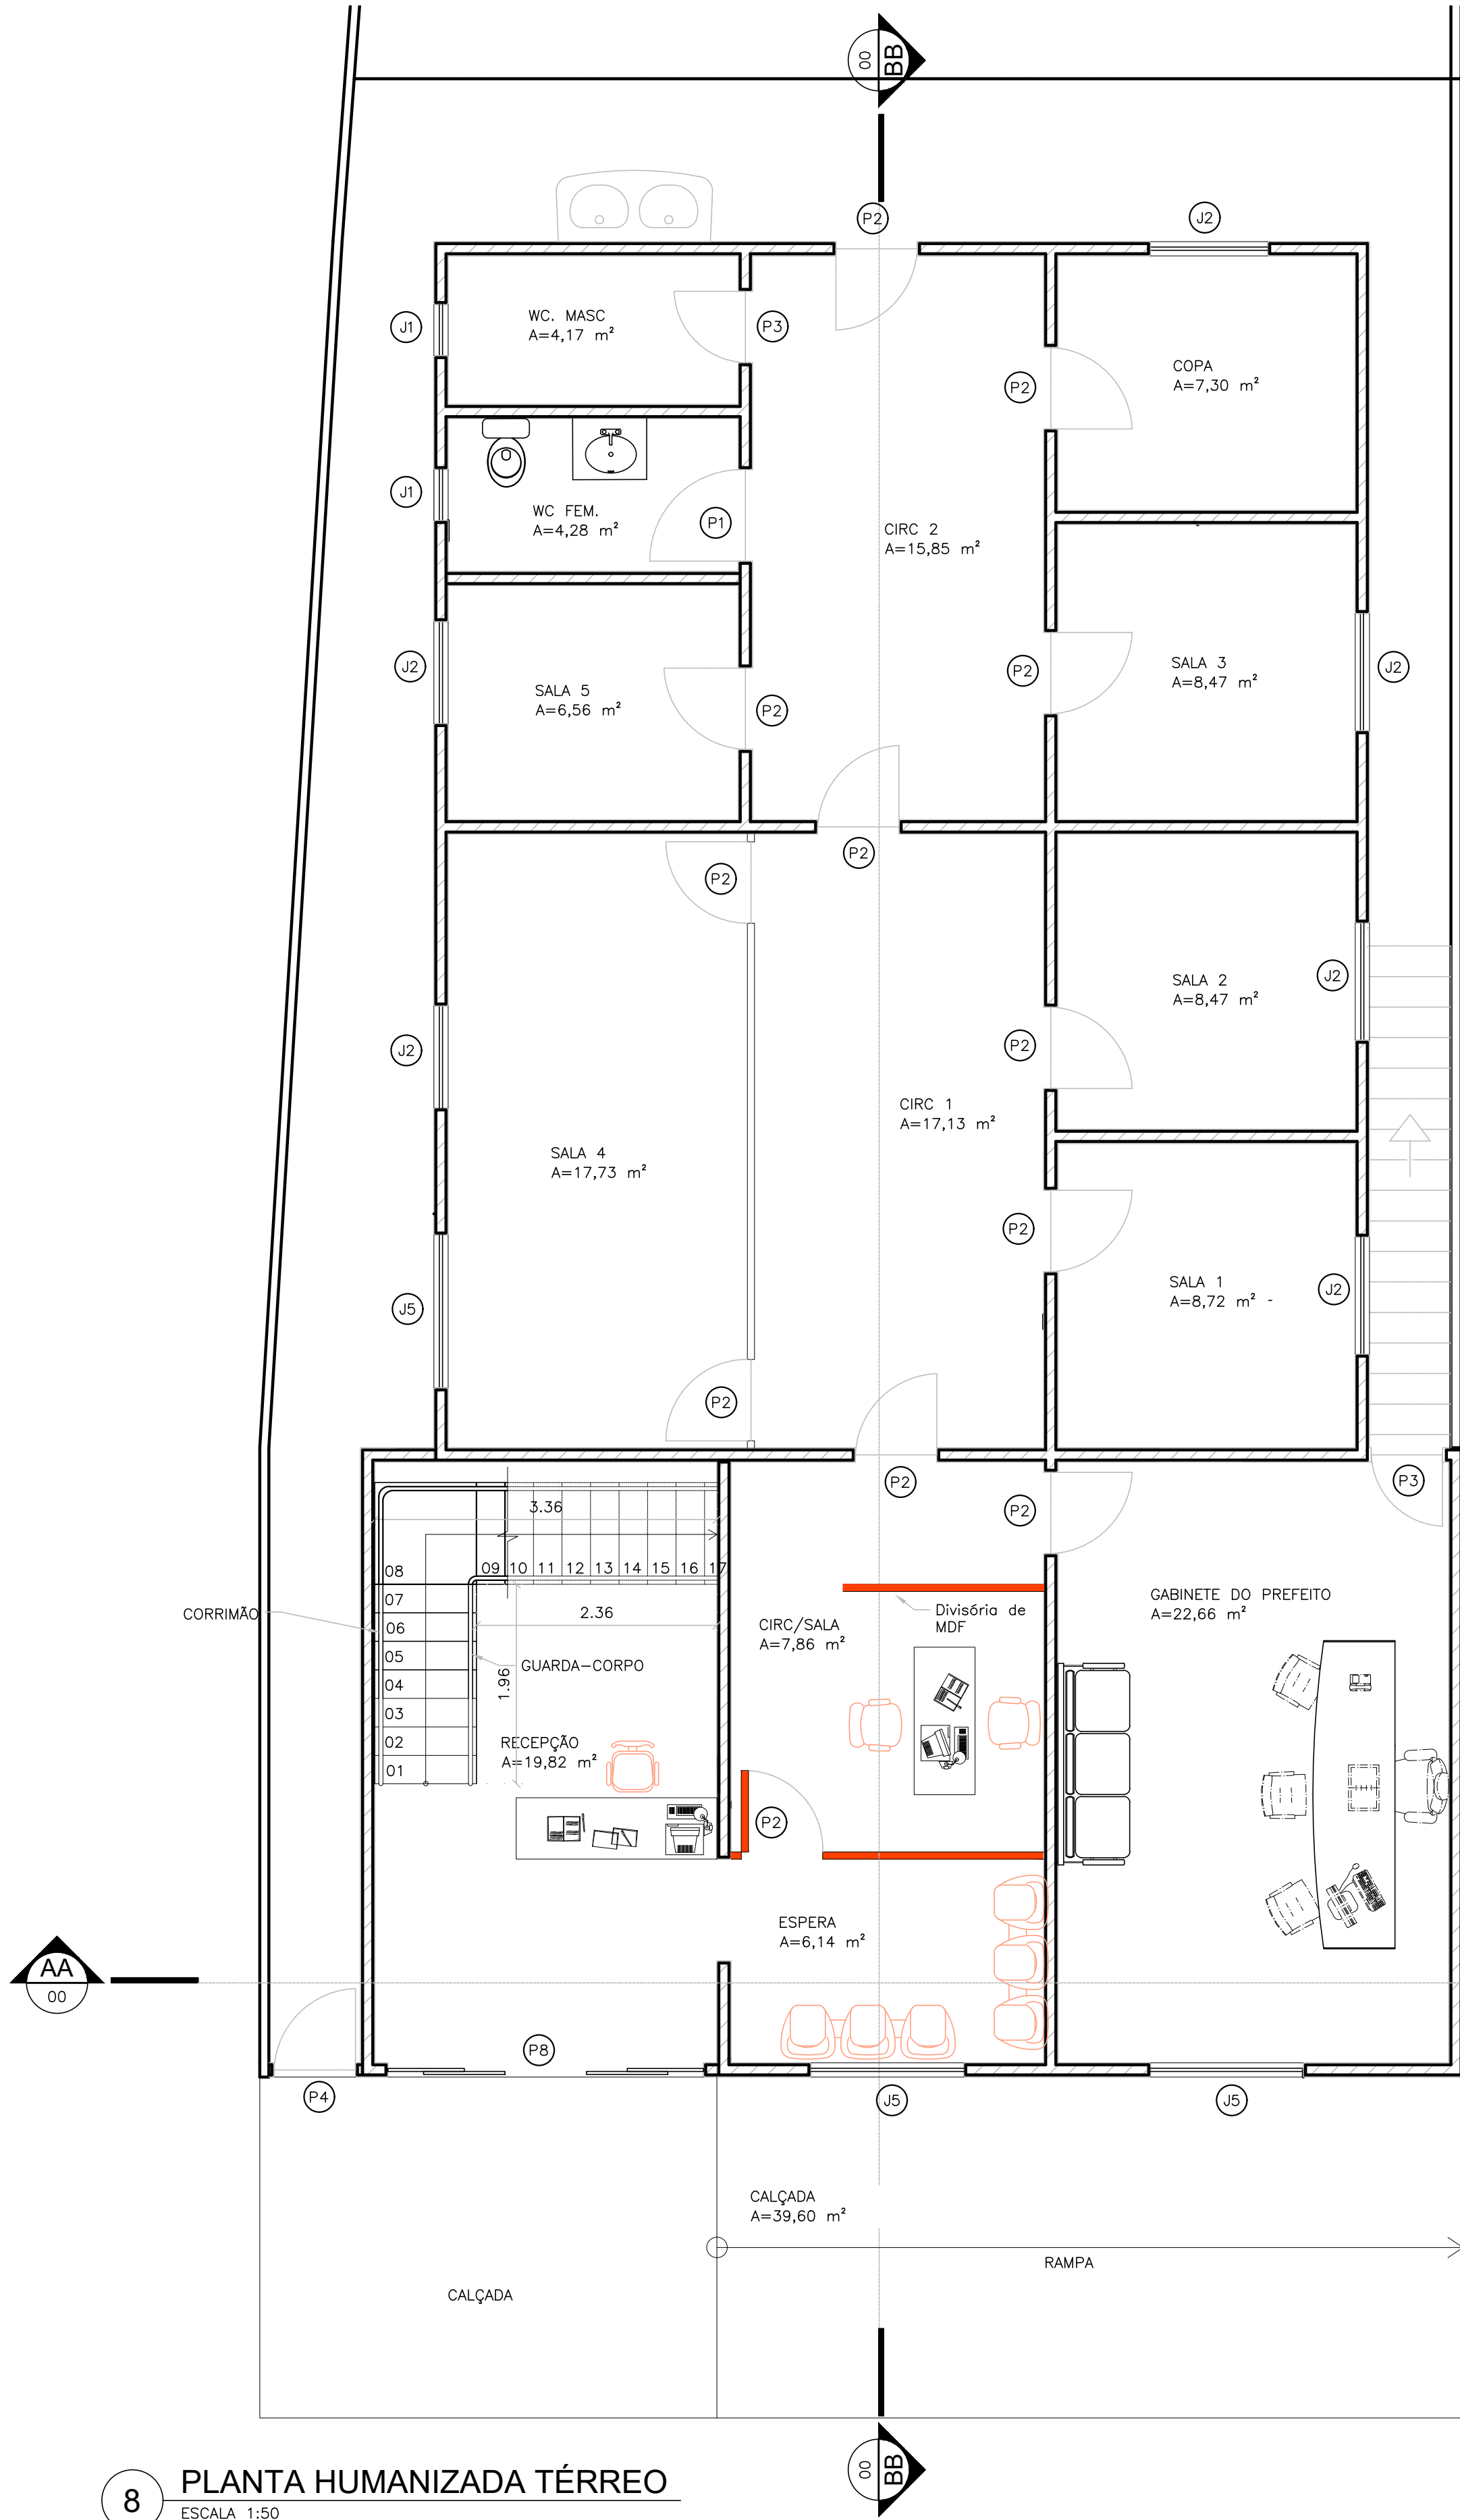 00
BB
P2
J2
J1
WC. MASC
A=4,17 m²
P3
P2
COPA
A=7,30 m²
J1
WC FEM.
A=4,28 m²
P1
CIRC 2
A=15,85 m²
J2
SALA 5
A=6,56 m²
P2
P2
SALA 3
A=8,47 m²
J2
P2
P2
SALA 2
A=8,47 m²
J2
J2
P2
CIRC 1
A=17,13 m²
SALA 4
A=17,73 m²
P2
SALA 1
A=8,72 m² -
J2
J5
P2
P2
P2
P3
3.36
08
09 10 11 12 13 14 15 16 17
07
06
05
04
03
02
01
CORRIMÃO
2.36
GUARDA-CORPO
1.96
RECEPÇÃO
A=19,82 m²
CIRC/SALA
A=7,86 m²
Divisória de
MDF
GABINETE DO PREFEITO
A=22,66 m²
P2
ESPERA
A=6,14 m²
AA
00
P8
P4
J5
J5
CALÇADA
A=39,60 m²
RAMPA
CALÇADA
00
BB
8
PLANTA HUMANIZADA TÉRREO
ESCALA 1:50